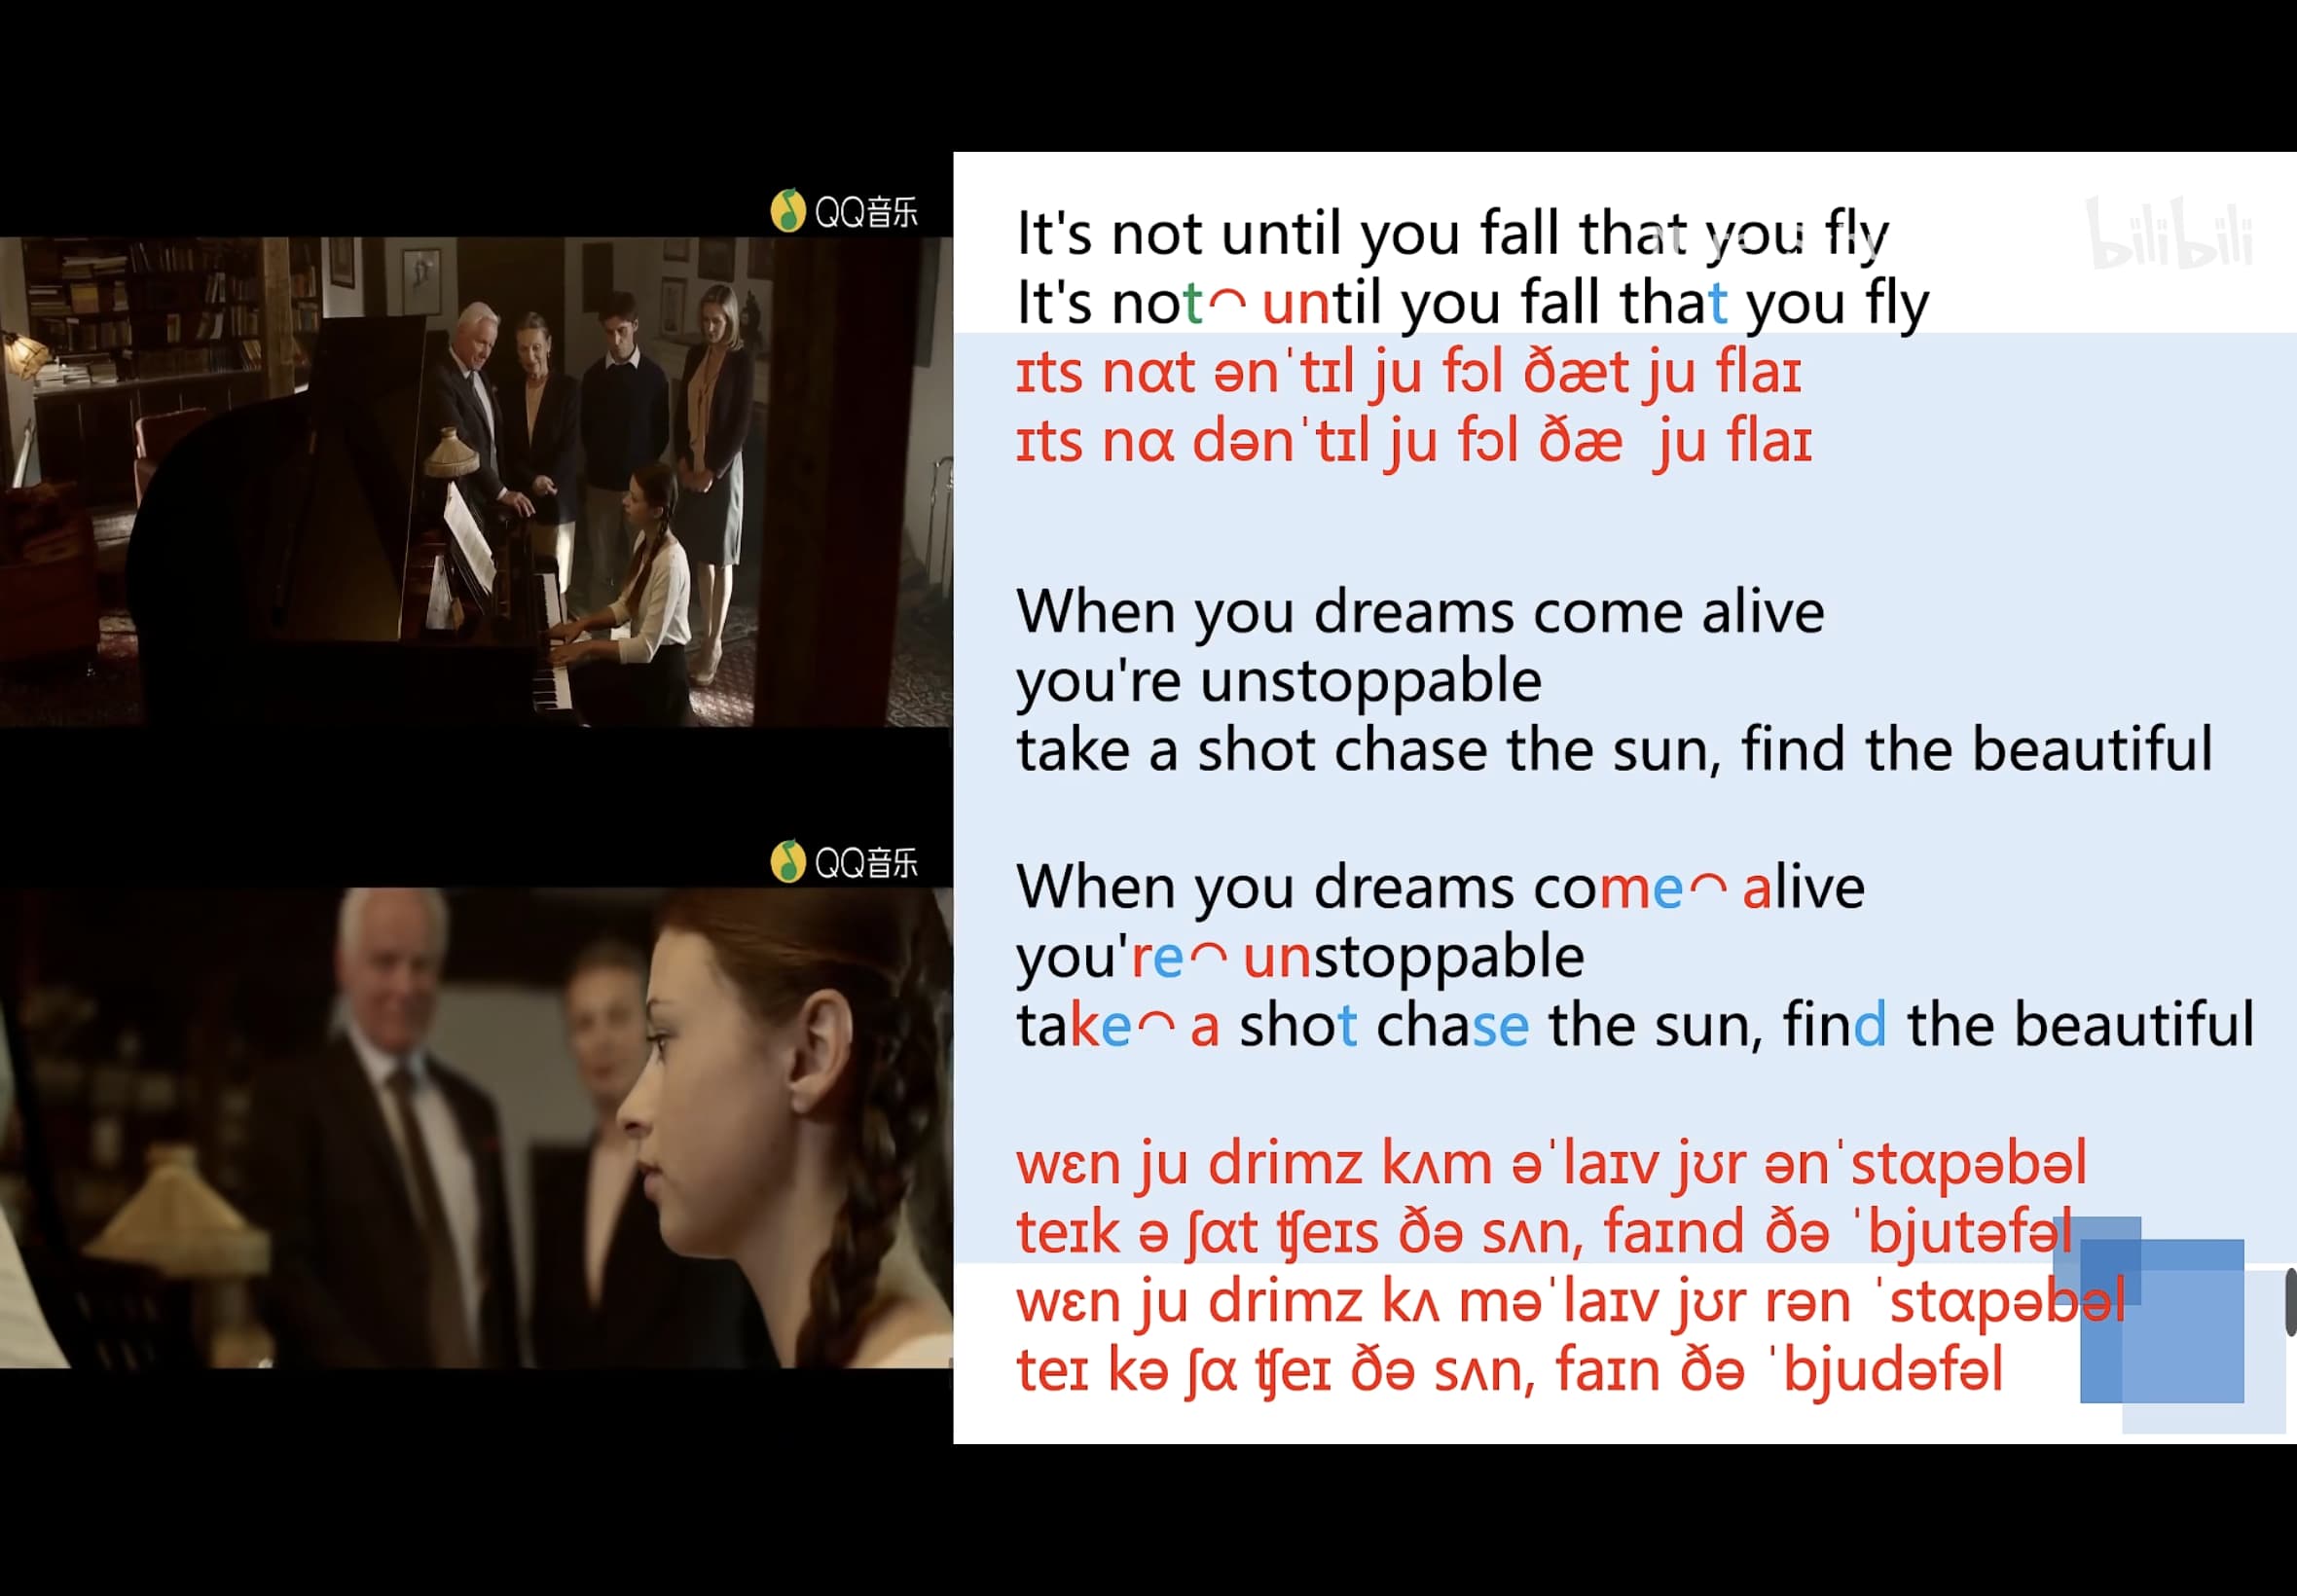 QQ音乐
QQ音乐
bilibili
It's not until you fall that you fly
It's not⌒ until you fall that you fly
ɪts nɑt ənˈtɪl ju fɔl ðæt ju flaɪ
ɪts nɑ dənˈtɪl ju fɔl ðæ ju flaɪ
When you dreams come alive
you're unstoppable
take a shot chase the sun, find the beautiful
When you dreams come⌒ alive
you're⌒ unstoppable
take⌒ a shot chase the sun, find the beautiful
wɛn ju drimz kʌm əˈlaɪv jʊr ənˈstɑpəbəl
teɪk ə ʃɑt ʧeɪs ðə sʌn, faɪnd ðə ˈbjutəfəl
wɛn ju drimz kʌ məˈlaɪv jʊr rən ˈstɑpəbəl
teɪ kə ʃɑ ʧeɪ ðə sʌn, faɪn ðə ˈbjudəfəl